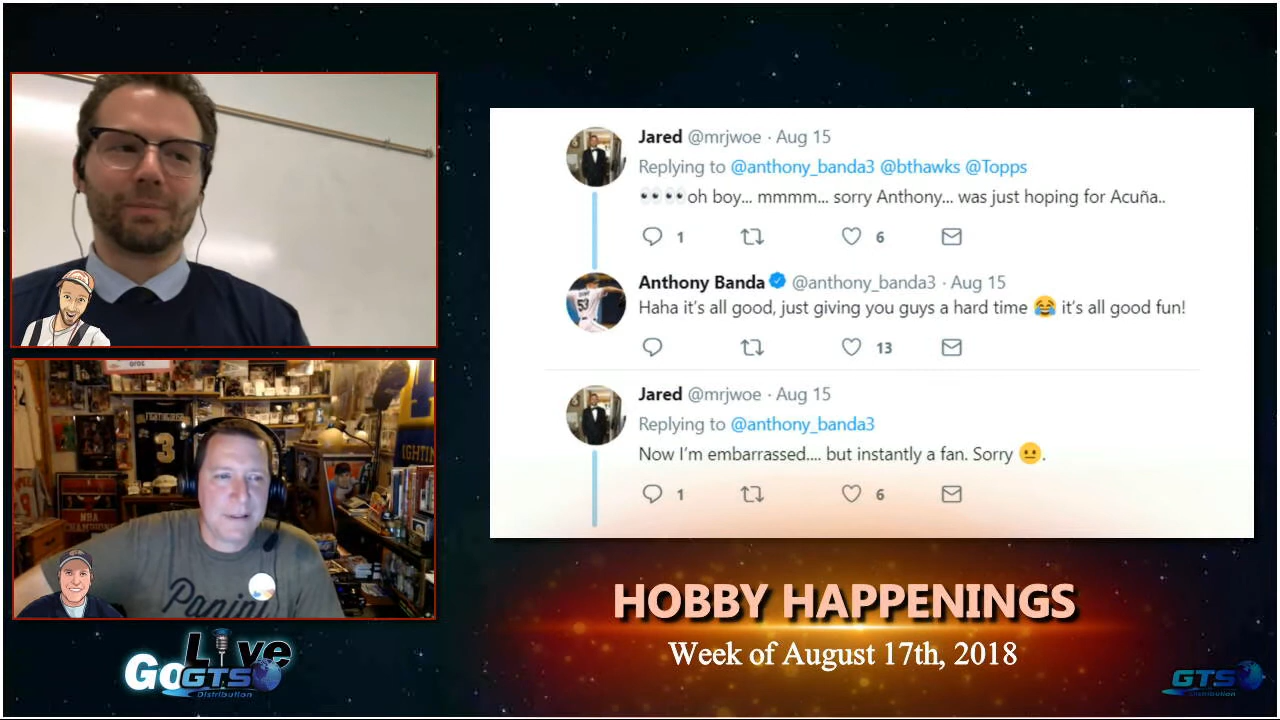 Jared @mrjwoe · Aug 15
Replying to @anthony_banda3 @bthawks @Topps
👀👀oh boy... mmmm... sorry Anthony... was just hoping for Acuña..
1 6
Anthony Banda @anthony_banda3 · Aug 15
Haha it's all good, just giving you guys a hard time 😂 it's all good fun!
13
Jared @mrjwoe · Aug 15
Replying to @anthony_banda3
Now I'm embarrassed.... but instantly a fan. Sorry 😐.
1 6
3
NBA
Panini
HOBBY HAPPENINGS
Week of August 17th, 2018
Live
GoGTS
Distribution
GTS
Distribution